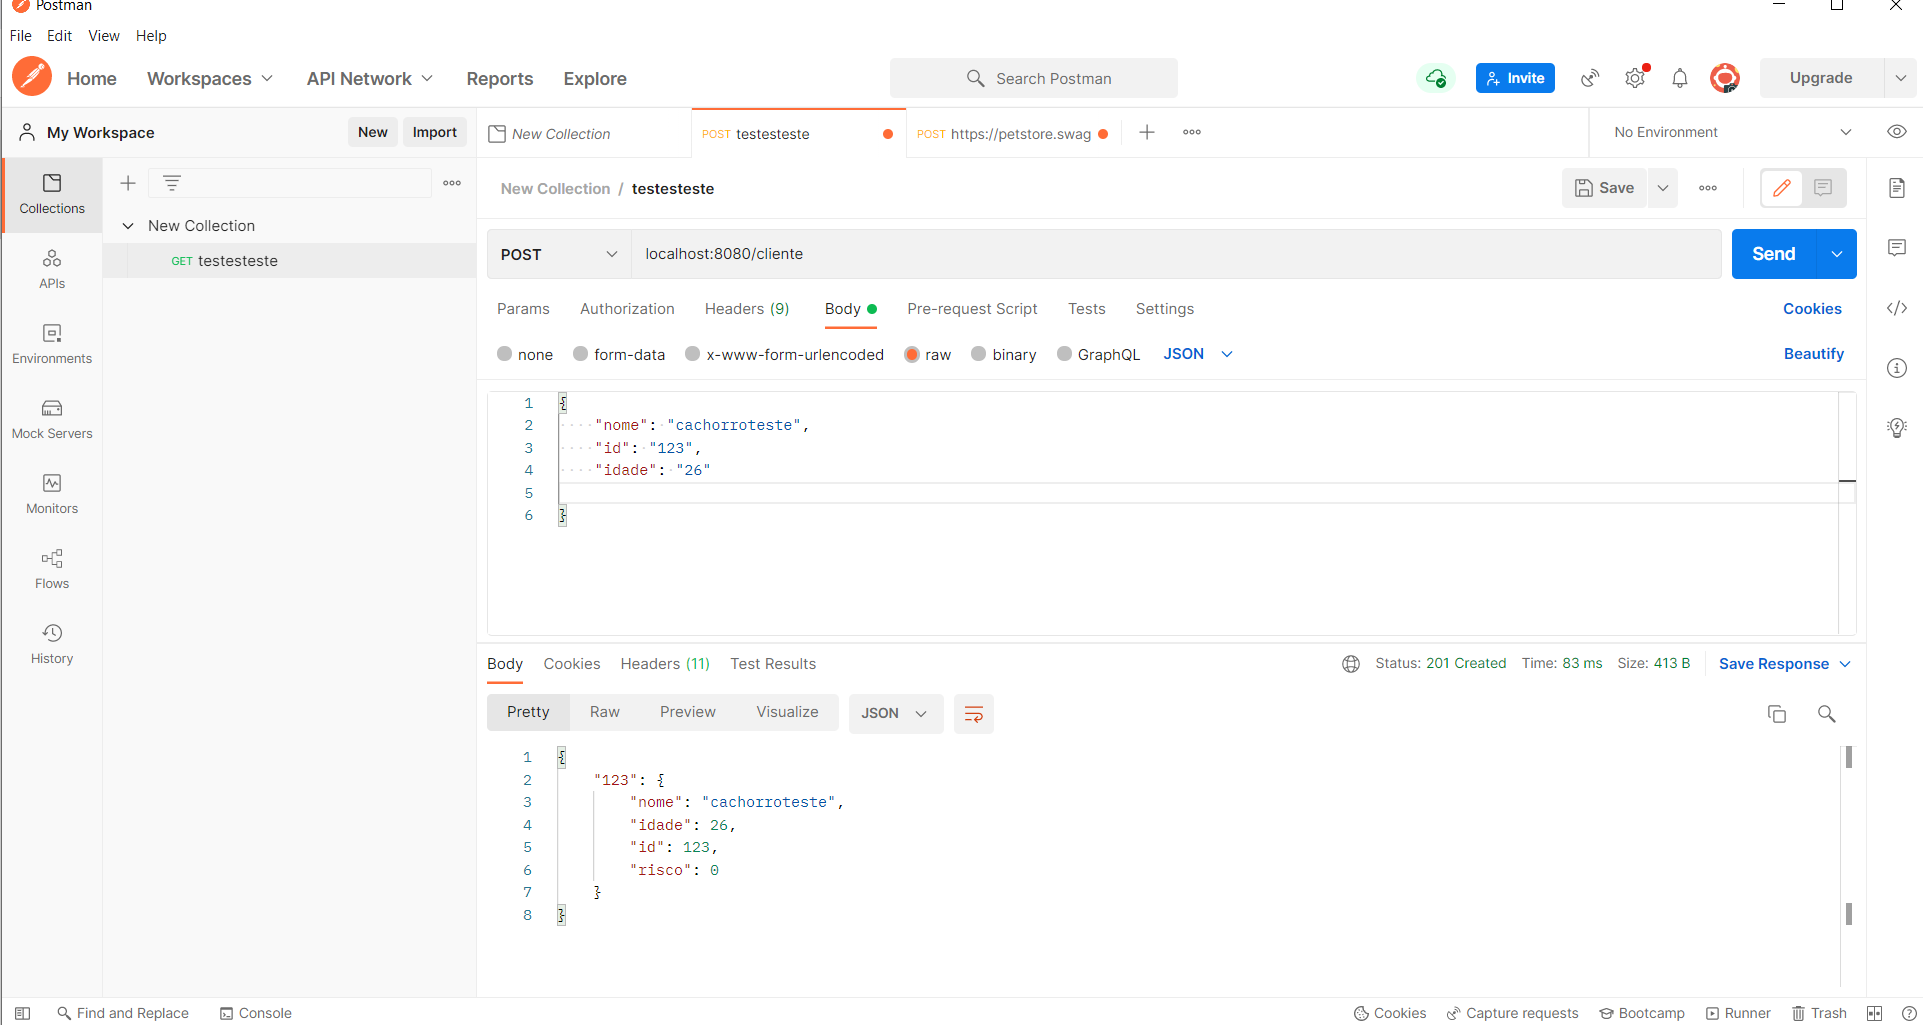 Postman
File Edit View Help
Home Workspaces API Network Reports Explore Search Postman Invite Upgrade
My Workspace New Import New Collection POST testesteste POST https://petstore.swag No Environment
Collections
APIs
Environments
Mock Servers
Monitors
Flows
History
New Collection
GET testesteste
New Collection / testesteste Save
POST localhost:8080/cliente Send
Params Authorization Headers (9) Body Pre-request Script Tests Settings Cookies
none form-data x-www-form-urlencoded raw binary GraphQL JSON Beautify
1 {
2 "nome": "cachorroteste",
3 "id": "123",
4 "idade": "26"
5
6 }
Body Cookies Headers (11) Test Results Status: 201 Created Time: 83 ms Size: 413 B Save Response
Pretty Raw Preview Visualize JSON
1 {
2 "123": {
3 "nome": "cachorroteste",
4 "idade": 26,
5 "id": 123,
6 "risco": 0
7 }
8 }
Find and Replace Console Cookies Capture requests Bootcamp Runner Trash